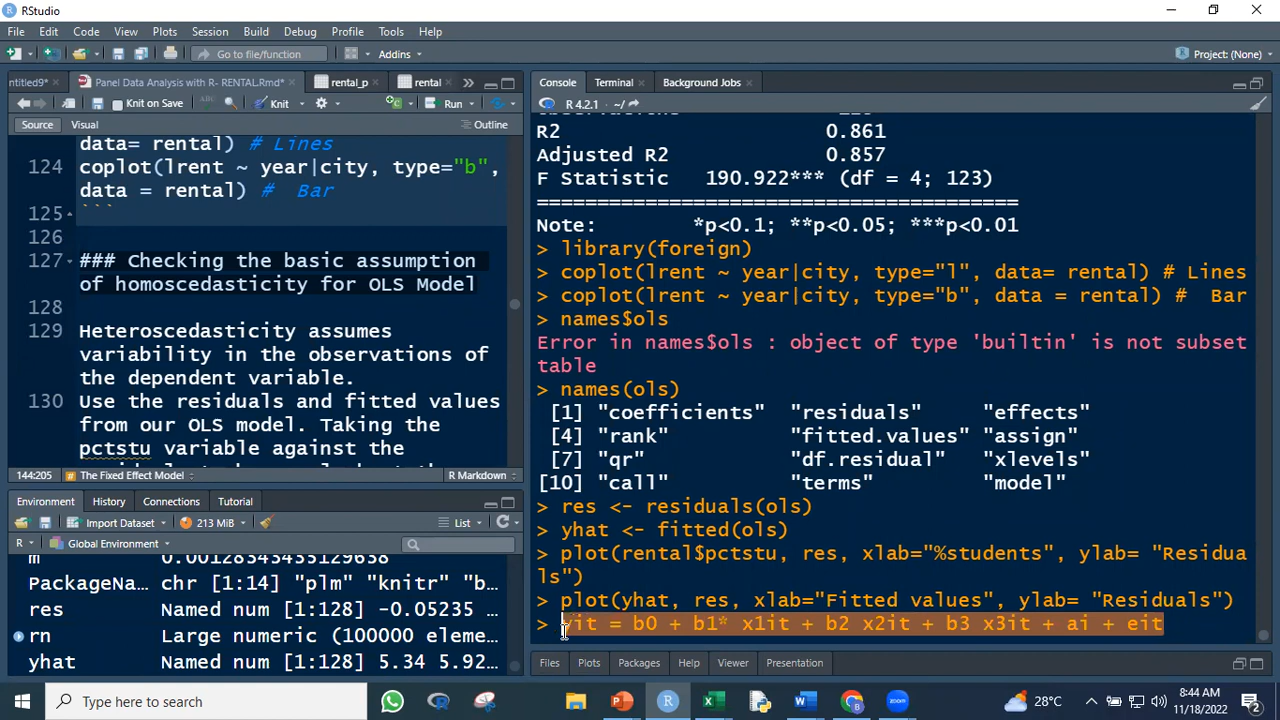 RStudio
File Edit Code View Plots Session Build Debug Profile Tools Help
Go to file/function Addins Project: (None)
ntitled9* Panel Data Analysis with R- RENTAL.Rmd* rental_p rental
Knit on Save Knit Run
Source Visual Outline
data= rental) # Lines
124 coplot(lrent ~ year|city, type="b",
data = rental) #  Bar
125 ```
126
127 ### Checking the basic assumption
of homoscedasticity for OLS Model
128
129 Heteroscedasticity assumes
variability in the observations of
the dependent variable.
130 Use the residuals and fitted values
from our OLS model. Taking the
pctstu variable against the
144:205 # The Fixed Effect Model R Markdown
Environment History Connections Tutorial
Import Dataset 213 MiB List
R Global Environment
m 0.00128343435129638
PackageNa… chr [1:14] "plm" "knitr" "b…
res Named num [1:128] -0.05235 …
rn Large numeric (100000 eleme…
yhat Named num [1:128] 5.34 5.92…
Console Terminal Background Jobs
R 4.2.1 · ~/
R2 0.861
Adjusted R2 0.857
F Statistic 190.922*** (df = 4; 123)
========================================
Note: *p<0.1; **p<0.05; ***p<0.01
> library(foreign)
> coplot(lrent ~ year|city, type="l", data= rental) # Lines
> coplot(lrent ~ year|city, type="b", data = rental) #  Bar
> names$ols
Error in names$ols : object of type 'builtin' is not subset
table
> names(ols)
[1] "coefficients" "residuals" "effects"
[4] "rank" "fitted.values" "assign"
[7] "qr" "df.residual" "xlevels"
[10] "call" "terms" "model"
> res <- residuals(ols)
> yhat <- fitted(ols)
> plot(rental$pctstu, res, xlab="%students", ylab= "Residua
ls")
> plot(yhat, res, xlab="Fitted values", ylab= "Residuals")
> yit = b0 + b1* x1it + b2 x2it + b3 x3it + ai + eit
Files Plots Packages Help Viewer Presentation
Type here to search 28°C 8:44 AM
11/18/2022